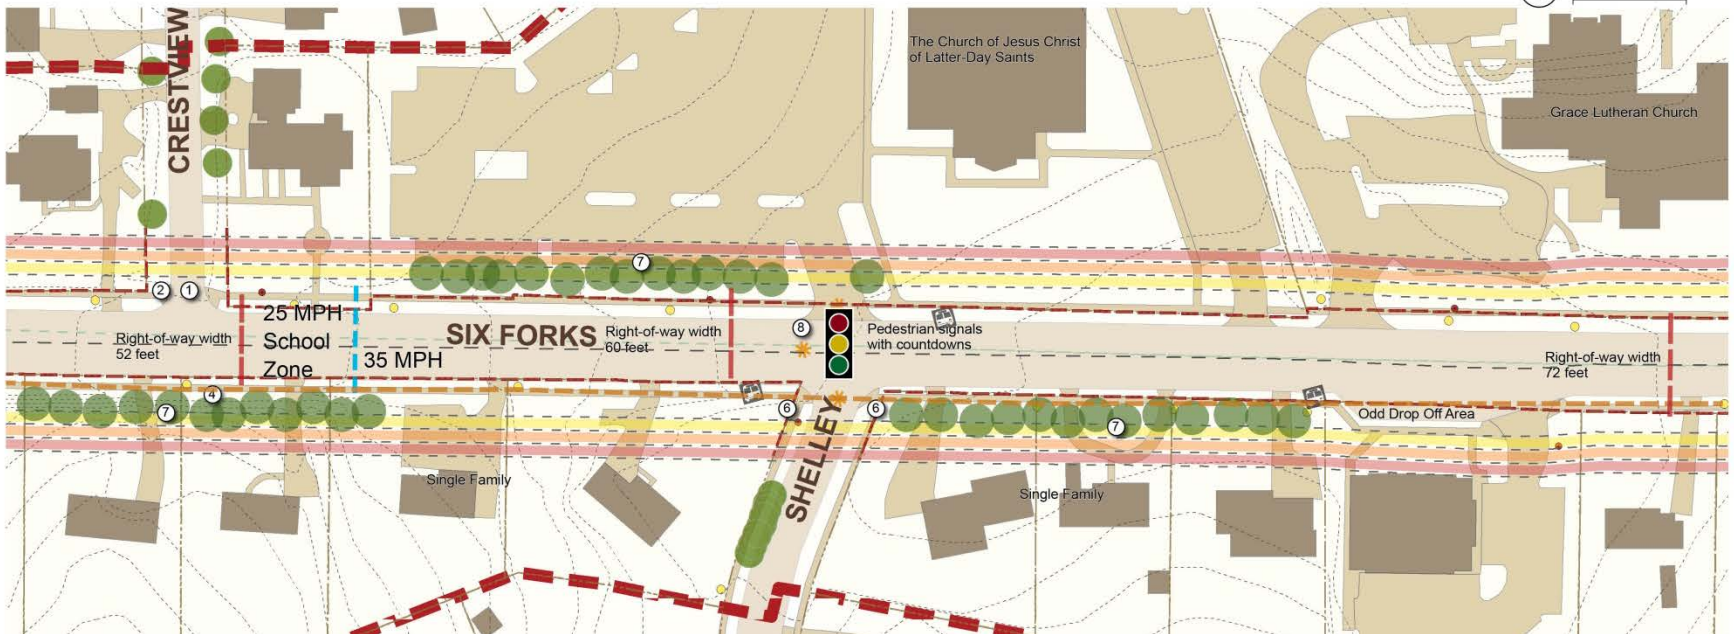 The Church of Jesus Christ
of Latter-Day Saints
CRESTVIEW
Grace Lutheran Church
7
2
1
25 MPH
School
Zone
35 MPH
SIX FORKS
Right-of-way width
52 feet
Right-of-way width
60 feet
8
Pedestrian signals
with countdowns
Right-of-way width
72 feet
4
7
6
6
7
Odd Drop Off Area
SHELLEY
Single Family
Single Family